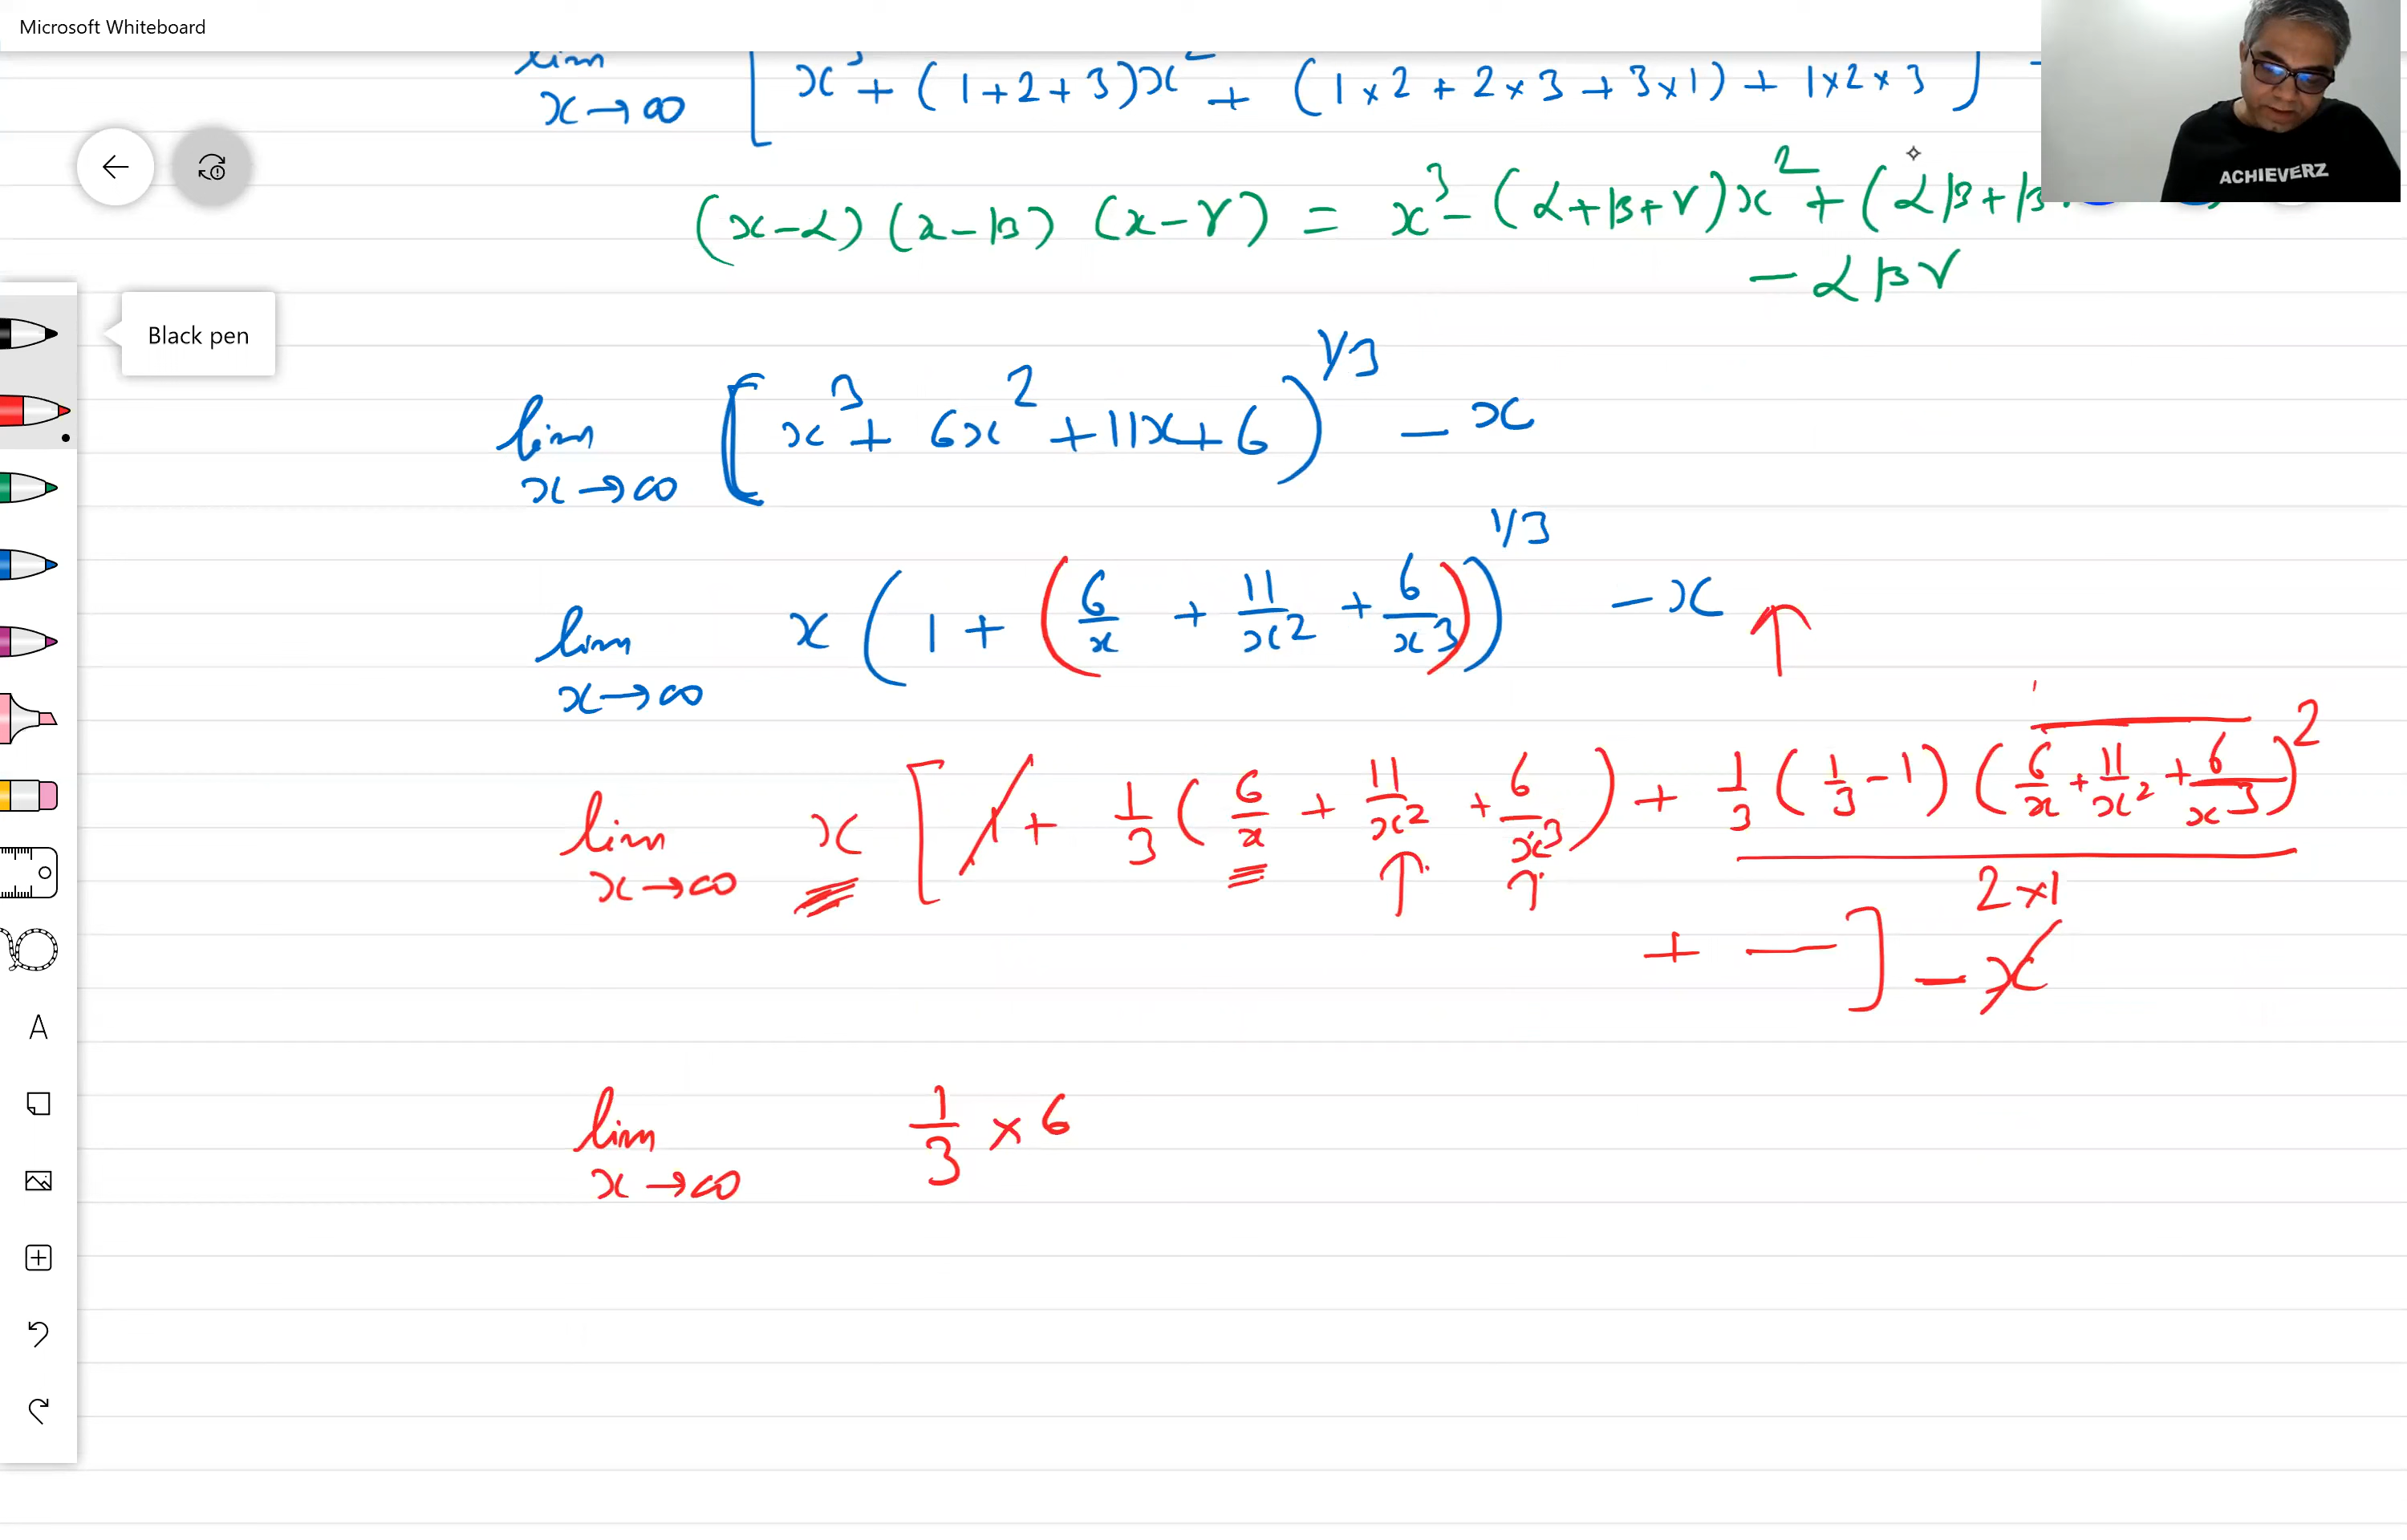 Microsoft Whiteboard
lim x→∞ [ x³ + (1+2+3)x² + (1×2 + 2×3 + 3×1) + 1×2×3 ]
ACHIEVERZ
(x-α) (x-β) (x-γ) = x³ - (α+β+γ)x² + (αβ+β
- αβγ
Black pen
lim x→∞ [x³ + 6x² + 11x + 6)^1/3 - x
lim x→∞ x (1 + (6/x + 11/x² + 6/x³))^1/3 - x ↑
lim x→∞ x [1 + 1/3 (6/x + 11/x² + 6/x³) + 1/3 (1/3 - 1) (6/x + 11/x² + 6/x³)² / 2×1
+ — ] - x
A
lim x→∞ 1/3 × 6